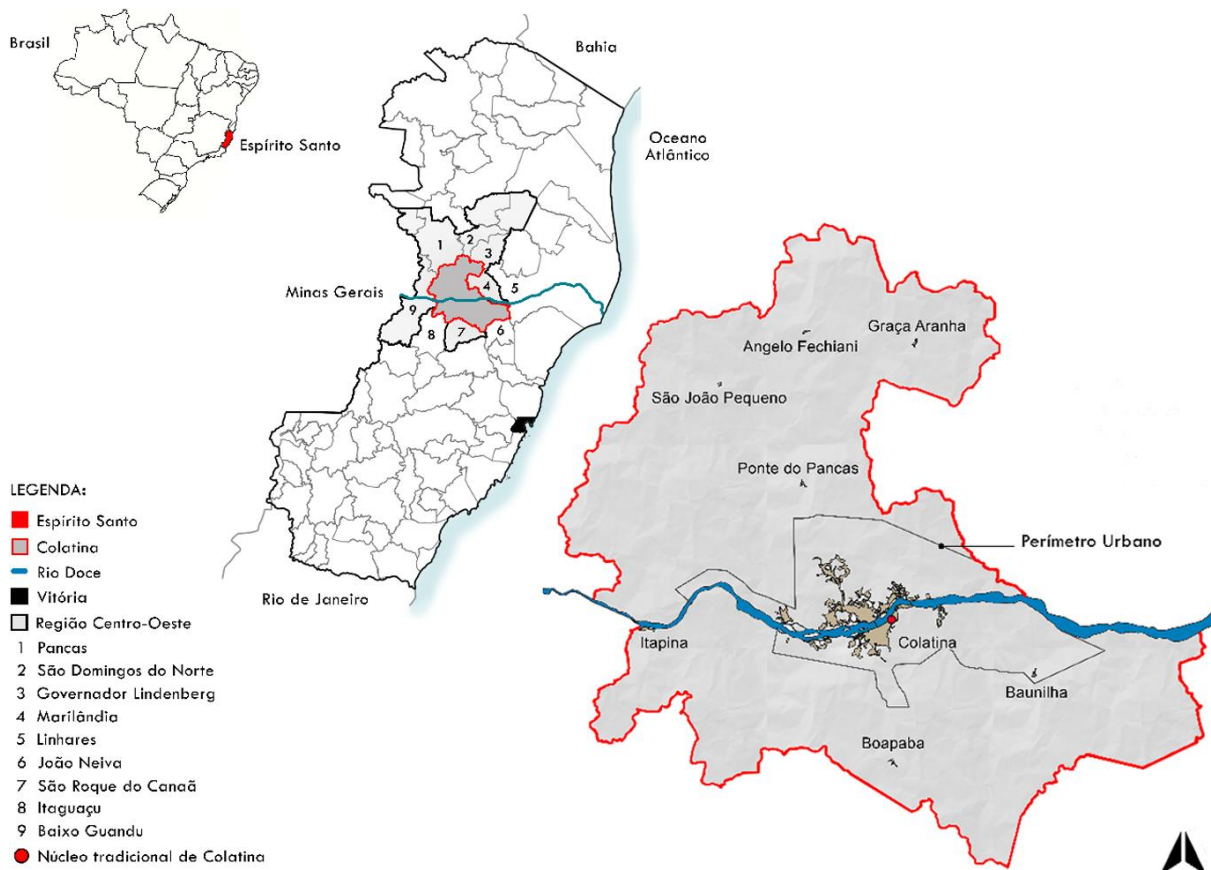 Brasil
Espírito Santo
Bahia
Oceano
Atlântico
Minas Gerais
Rio de Janeiro
1
2
3
4
5
6
7
8
9
LEGENDA:
Espírito Santo
Colatina
Rio Doce
Vitória
Região Centro-Oeste
1 Pancas
2 São Domingos do Norte
3 Governador Lindenberg
4 Marilândia
5 Linhares
6 João Neiva
7 São Roque do Canaã
8 Itaguaçu
9 Baixo Guandu
Núcleo tradicional de Colatina
Graça Aranha
Angelo Fechiani
São João Pequeno
Ponte do Pancas
Perímetro Urbano
Itapina
Colatina
Baunilha
Boapaba